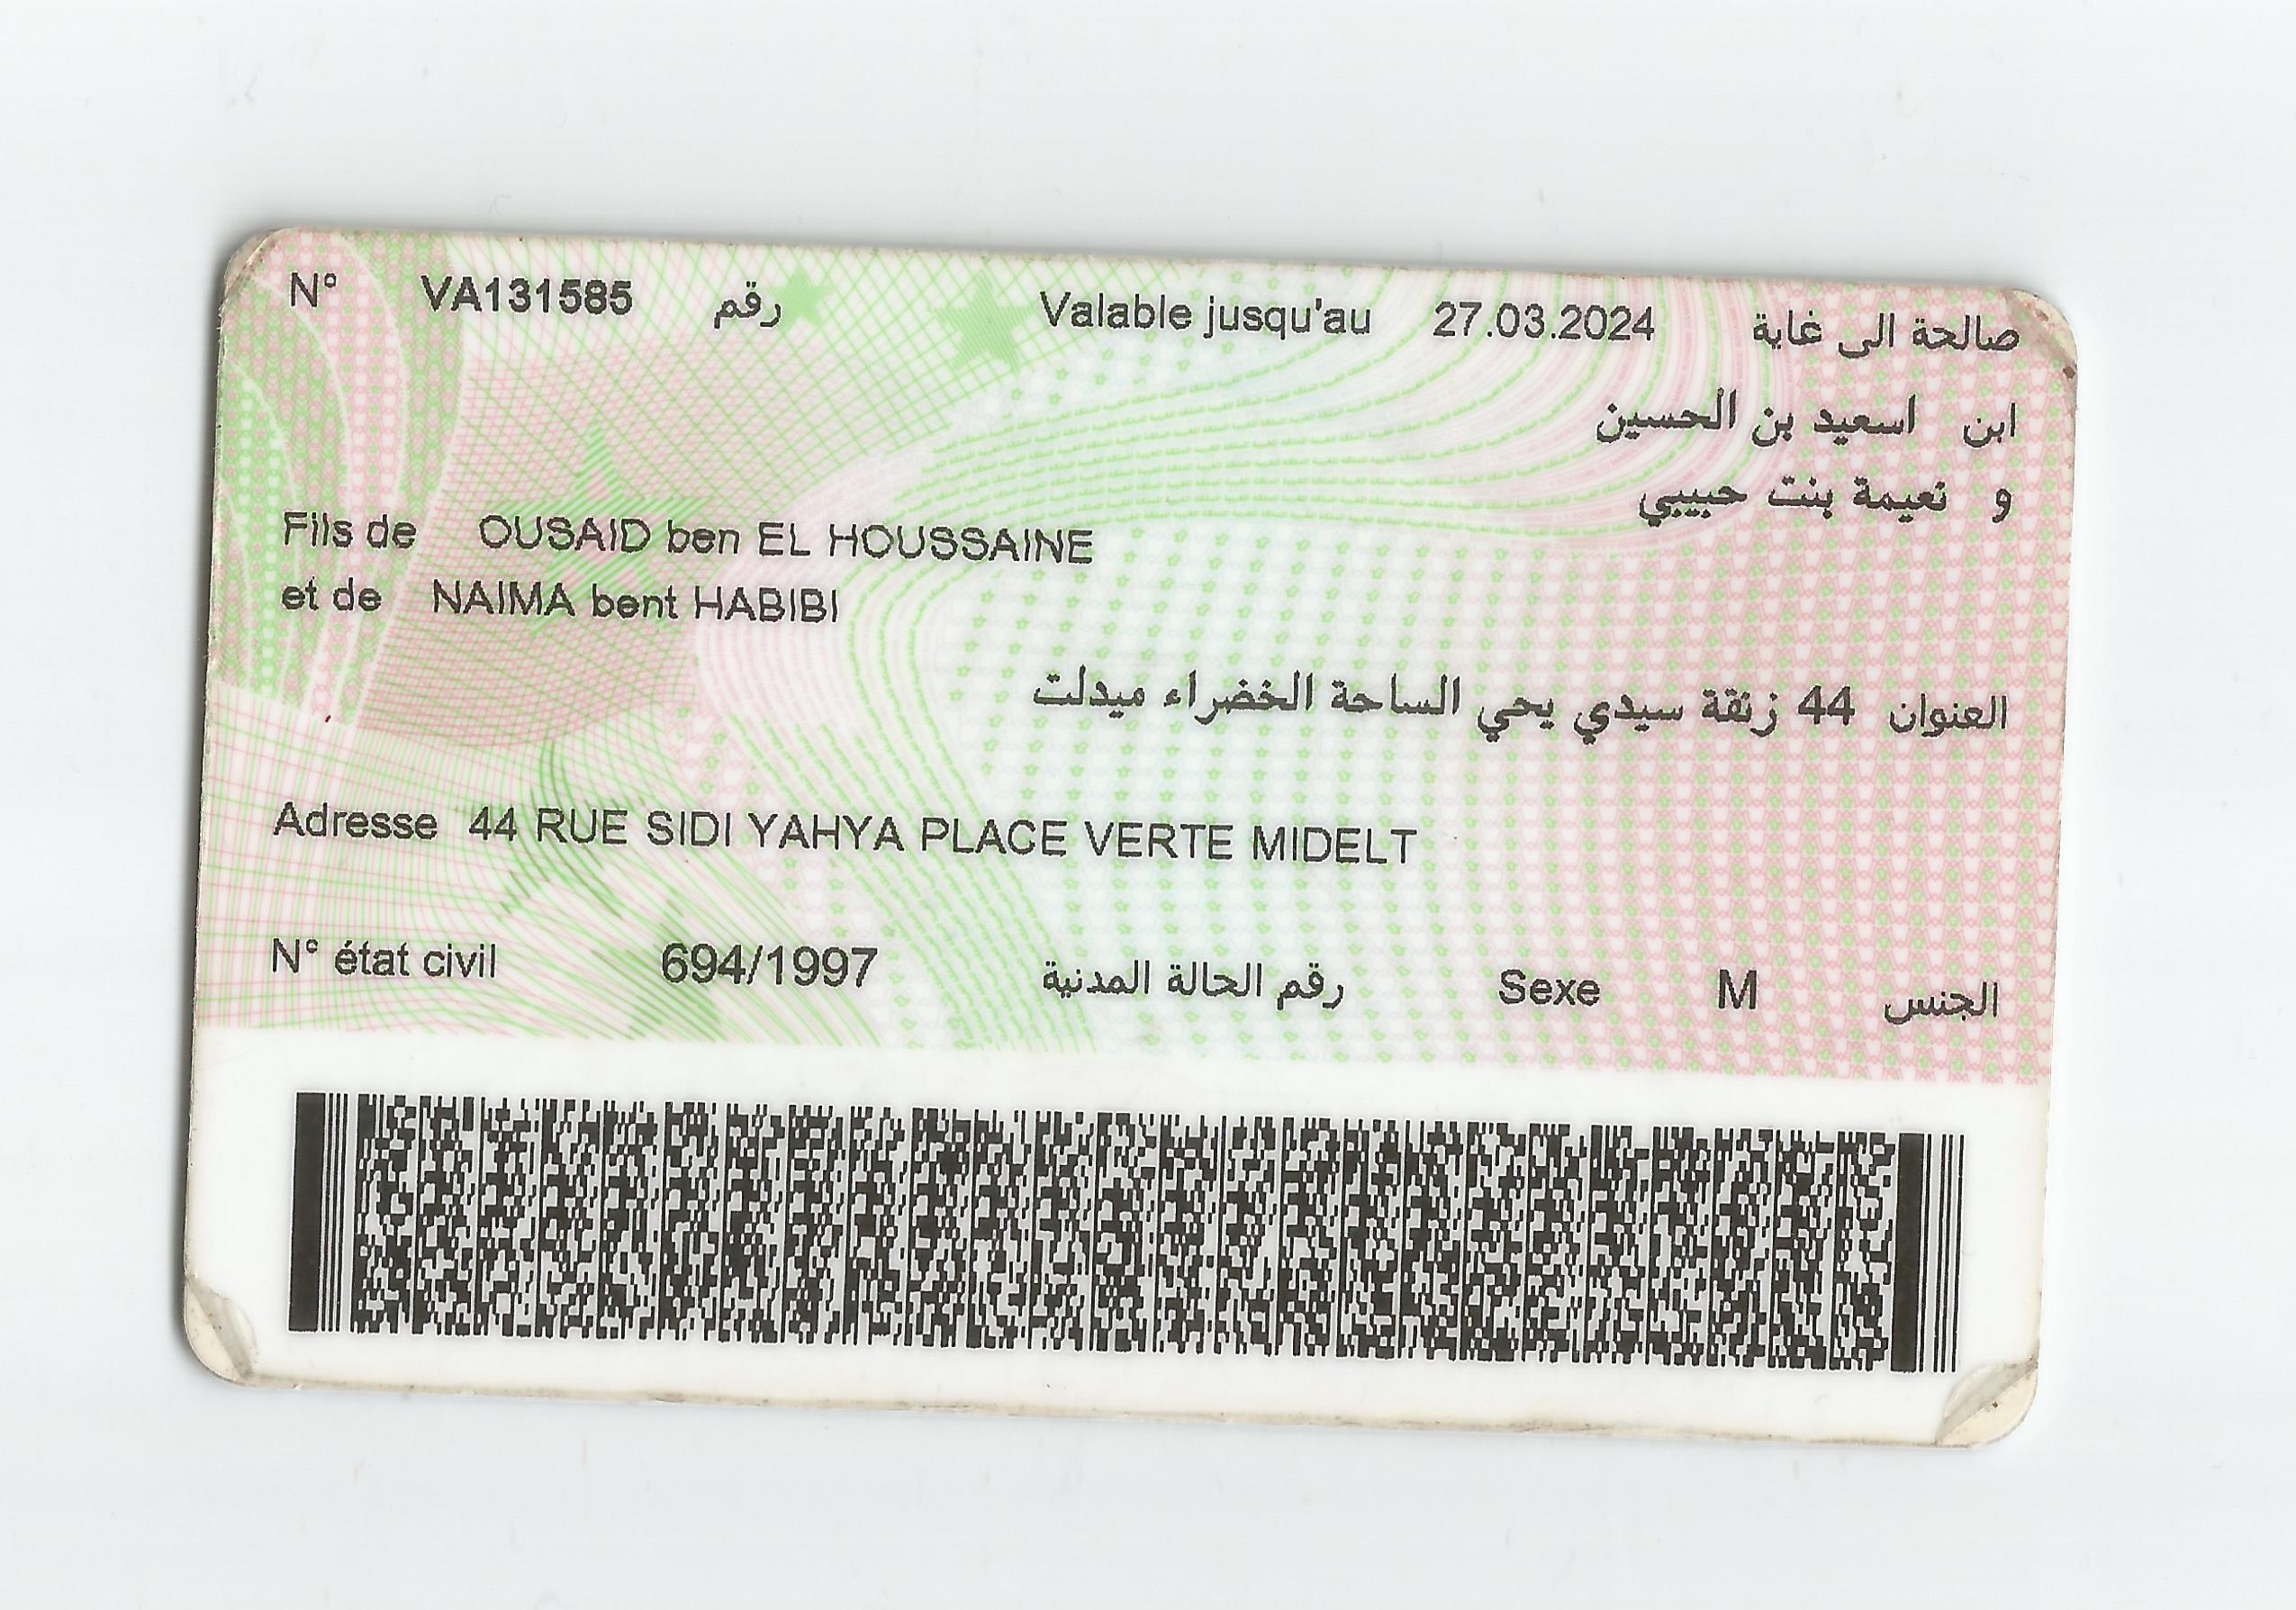 N° VA131585 رقم Valable jusqu'au 27.03.2024 صالحة الى غاية
ابن اسعيد بن الحسين
و نعيمة بنت حبيبي
Fils de OUSAID ben EL HOUSSAINE
et de NAIMA bent HABIBI
العنوان 44 زنقة سيدي يحي الساحة الخضراء ميدلت
Adresse 44 RUE SIDI YAHYA PLACE VERTE MIDELT
N° état civil 694/1997 رقم الحالة المدنية Sexe M الجنس